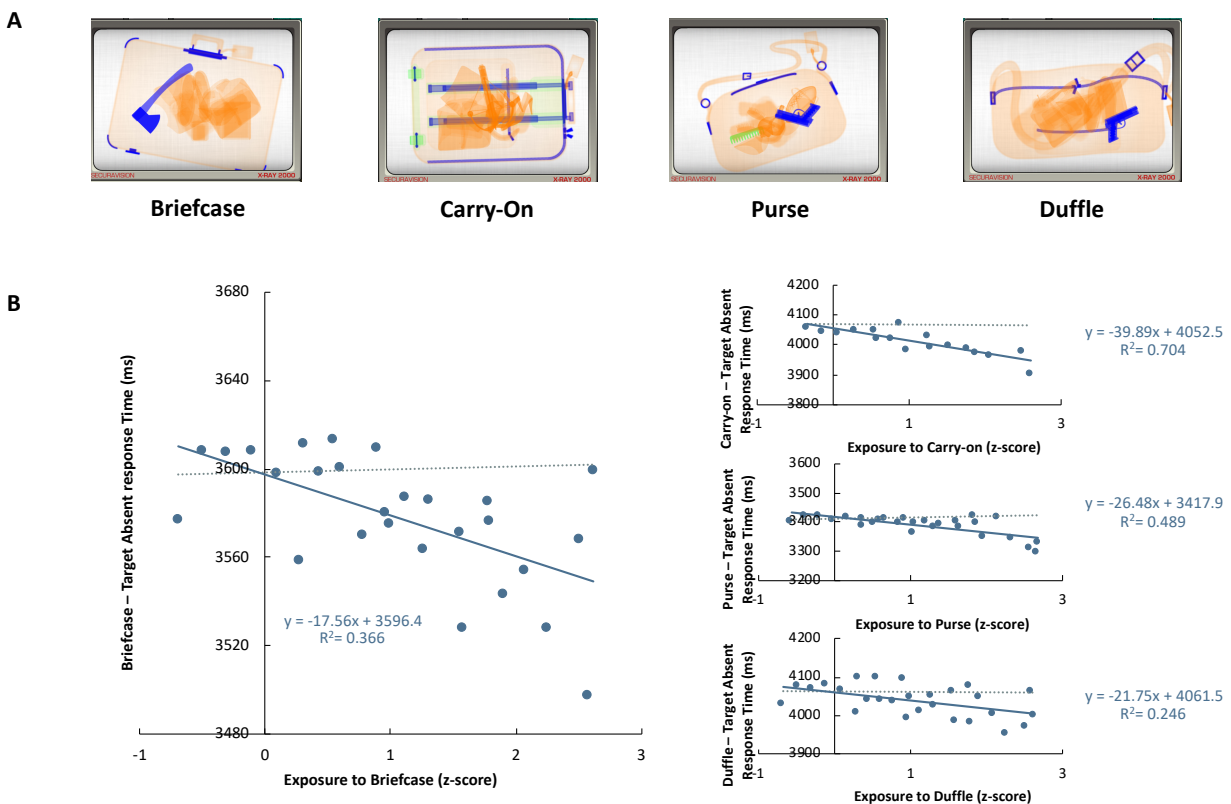 A
SECURAVISION X-RAY 2000
SECURAVISION X-RAY 2000
SECURAVISION X-RAY 2000
SECURAVISION X-RAY 2000
Briefcase
Carry-On
Purse
Duffle
B
Briefcase – Target Absent response Time (ms)
3680
3640
3600
3560
3520
3480
-1
0
1
2
3
y = -17.56x + 3596.4
R2= 0.366
Exposure to Briefcase (z-score)
Carry-on – Target Absent
Response Time (ms)
4200
4100
4000
3900
3800
-1
1
3
Exposure to Carry-on (z-score)
y = -39.89x + 4052.5
R2= 0.704
Purse – Target Absent
Response Time (ms)
3600
3500
3400
3300
3200
-1
1
3
Exposure to Purse (z-score)
y = -26.48x + 3417.9
R2= 0.489
Duffle – Target Absent
Response Time (ms)
4200
4100
4000
3900
-1
1
3
Exposure to Duffle (z-score)
y = -21.75x + 4061.5
R2= 0.246